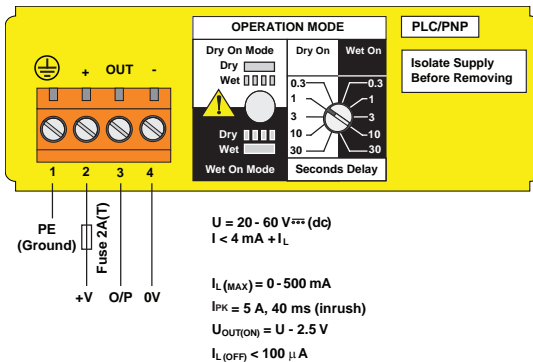 OPERATION MODE
PLC/PNP
Dry On Mode
Dry On
Wet On
Dry
Wet
Isolate Supply
Before Removing
+ OUT -
0.3 0.3
1 1
3 3
10 10
30 30
Dry
Wet
Wet On Mode
Seconds Delay
1 2 3 4
PE
(Ground)
Fuse 2A(T)
+V O/P 0V
U = 20 - 60 V⎓ (dc)
I < 4 mA + IL
IL (MAX) = 0 - 500 mA
IPK = 5 A, 40 ms (inrush)
UOUT(ON) = U - 2.5 V
IL (OFF) < 100 μ A